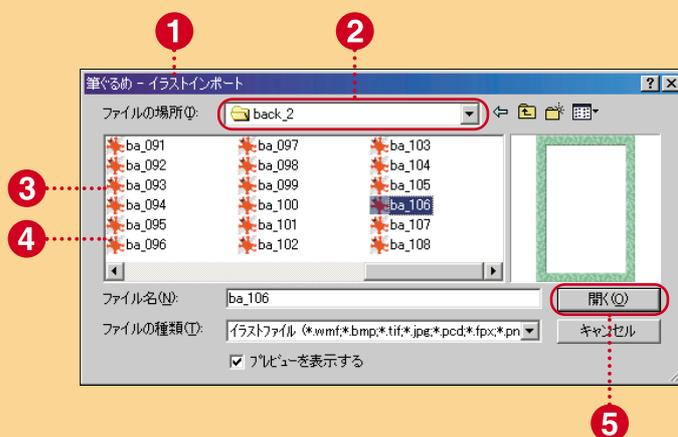 1
2
筆ぐるめ - イラストインポート
ファイルの場所(I):
back_2
ba_091 ba_097 ba_103
ba_092 ba_098 ba_104
3
ba_093 ba_099 ba_105
ba_094 ba_100 ba_106
ba_095 ba_101 ba_107
4
ba_096 ba_102 ba_108
ファイル名(N):
ba_106
開く(O)
ファイルの種類(T):
イラストファイル (*.wmf;*.bmp;*.tif;*.jpg;*.pcd;*.fpx;*.pn
キャンセル
プレビューを表示する
5